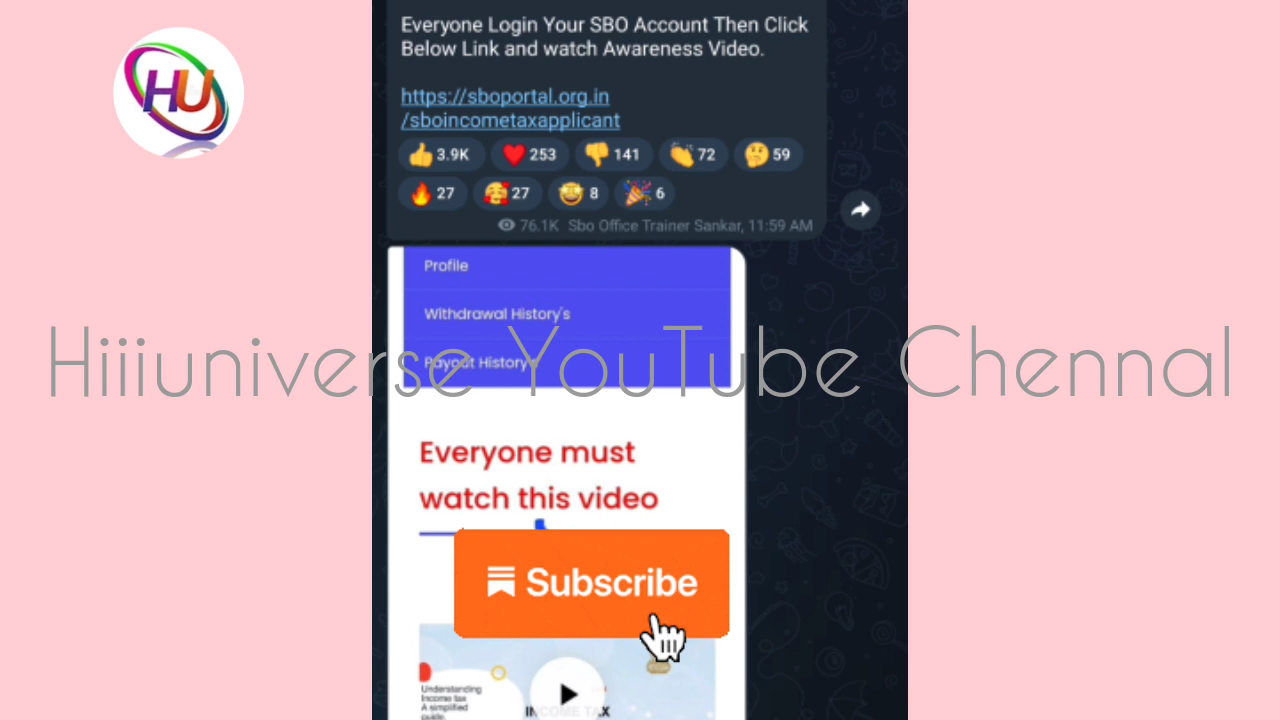 HU
Everyone Login Your SBO Account Then Click
Below Link and watch Awareness Video.
https://sboportal.org.in
/sboincometaxapplicant
3.9K 253 141 72 59
27 27 8 6
76.1K Sbo Office Trainer Sankar, 11:59 AM
Profile
Withdrawal History's
Payout History's
Hiiiuniverse YouTube Chennal
Everyone must
watch this video
Subscribe
Understanding
Income tax
A simplified
guide.
INCOME TAX